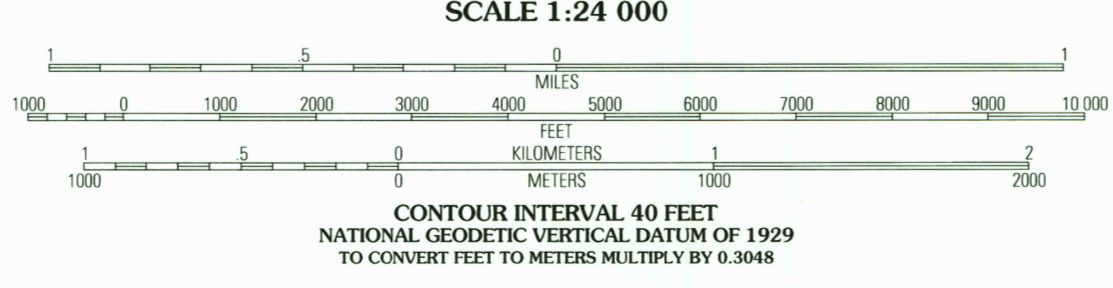 SCALE 1:24 000
1 .5 0 1
MILES
1000 0 1000 2000 3000 4000 5000 6000 7000 8000 9000 10 000
FEET
1 .5 0 KILOMETERS 1 2
1000 0 METERS 1000 2000
CONTOUR INTERVAL 40 FEET
NATIONAL GEODETIC VERTICAL DATUM OF 1929
TO CONVERT FEET TO METERS MULTIPLY BY 0.3048